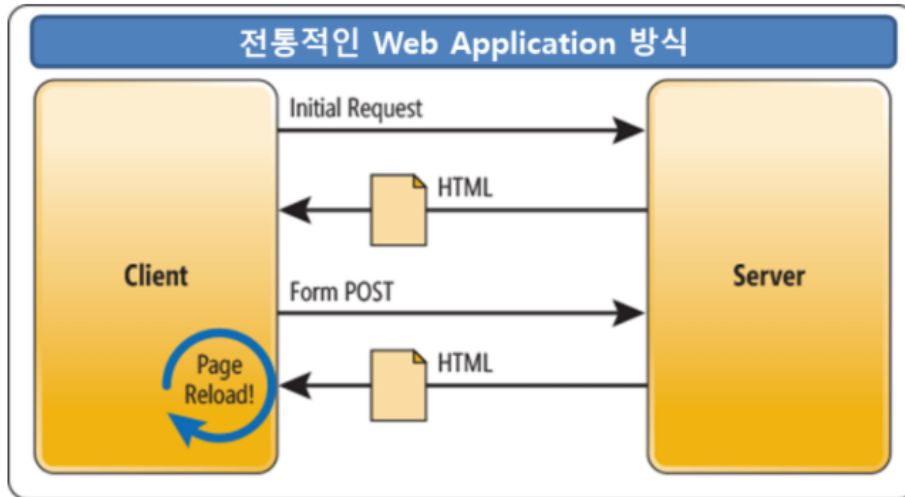 전통적인 Web Application 방식
Initial Request
HTML
Client
Server
Form POST
HTML
Page
Reload!